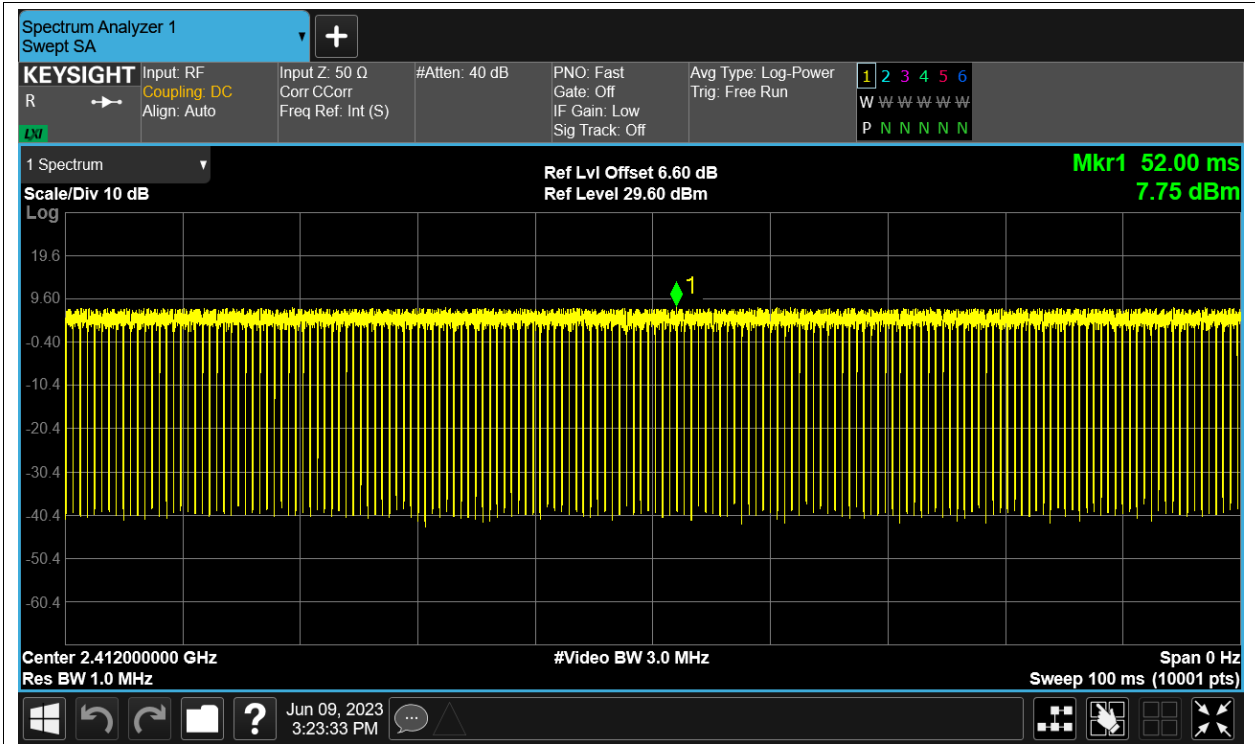 Spectrum Analyzer 1
Swept SA
KEYSIGHT
R
LXI
Input: RF
Coupling: DC
Align: Auto
Input Z: 50 Ω
Corr CCorr
Freq Ref: Int (S)
#Atten: 40 dB
PNO: Fast
Gate: Off
IF Gain: Low
Sig Track: Off
Avg Type: Log-Power
Trig: Free Run
1 2 3 4 5 6
W W W W W W
P N N N N N
1 Spectrum
Scale/Div 10 dB
Log
Ref Lvl Offset 6.60 dB
Ref Level 29.60 dBm
Mkr1 52.00 ms
7.75 dBm
1
19.6
9.60
-0.40
-10.4
-20.4
-30.4
-40.4
-50.4
-60.4
Center 2.412000000 GHz
Res BW 1.0 MHz
#Video BW 3.0 MHz
Span 0 Hz
Sweep 100 ms (10001 pts)
?
Jun 09, 2023
3:23:33 PM